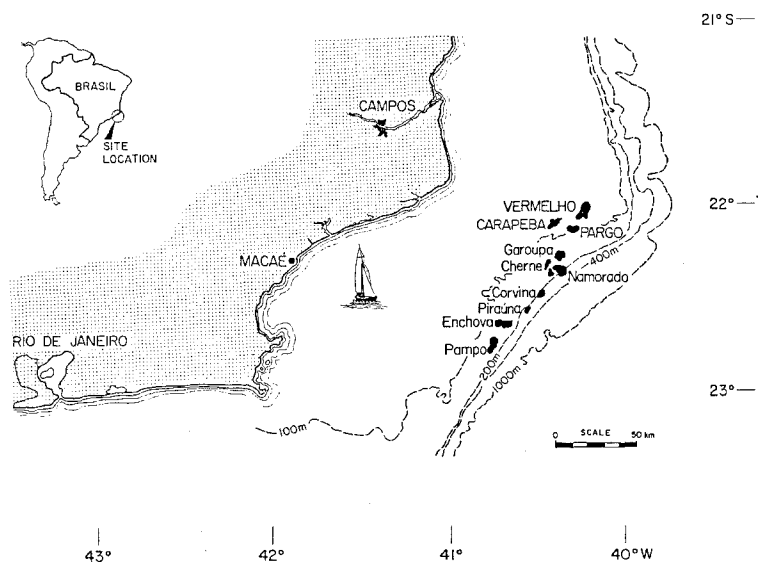 21° S
BRASIL
SITE
LOCATION
CAMPOS
VERMELHO
CARAPEBA
PARGO
22°
Garoupa
Cherne
Namorado
400m
MACAÉ
Corvina
Piraúna
Enchova
Pampo
RIO DE JANEIRO
200m
1000m
23°
100m
0 SCALE 50 km
43° 42° 41° 40° W